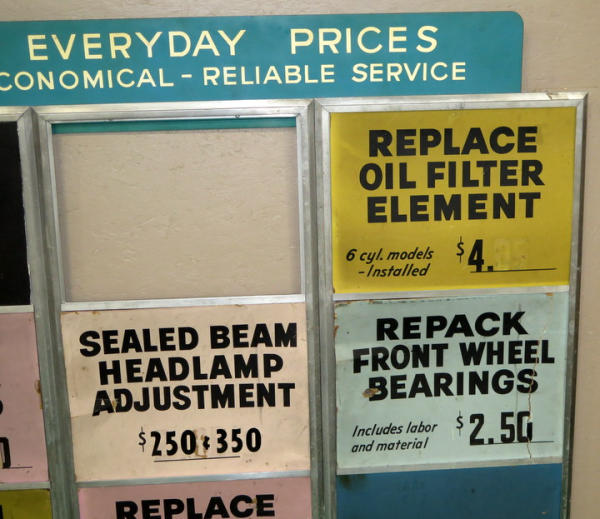 EVERYDAY PRICES
CONOMICAL - RELIABLE SERVICE
REPLACE
OIL FILTER
ELEMENT
6 cyl. models
- Installed
$4.
SEALED BEAM
HEADLAMP
ADJUSTMENT
$250 & 350
REPACK
FRONT WHEEL
BEARINGS
Includes labor
and material
$2.50
REPLACE